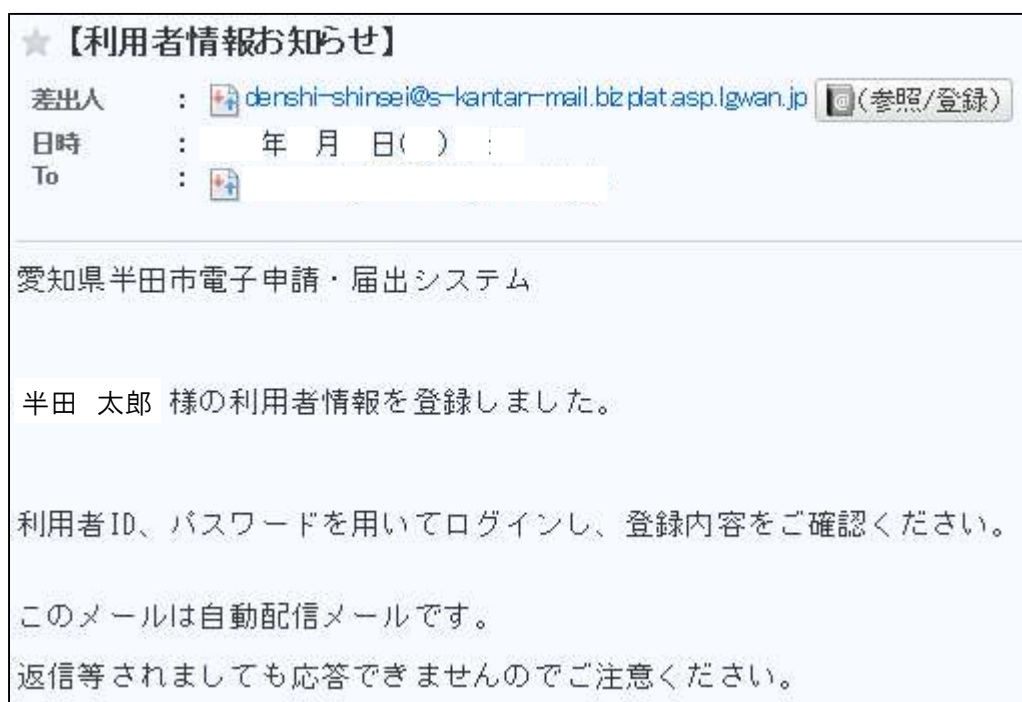 【利用者情報お知らせ】
差出人 : denshi-shinsei@s-kantan-mail.bizplat.asp.lgwan.jp (参照/登録)
日時 : 年 月 日( ) :
To :
愛知県半田市電子申請・届出システム
半田 太郎 様の利用者情報を登録しました。
利用者ID、パスワードを用いてログインし、登録内容をご確認ください。
このメールは自動配信メールです。
返信等されましても応答できませんのでご注意ください。